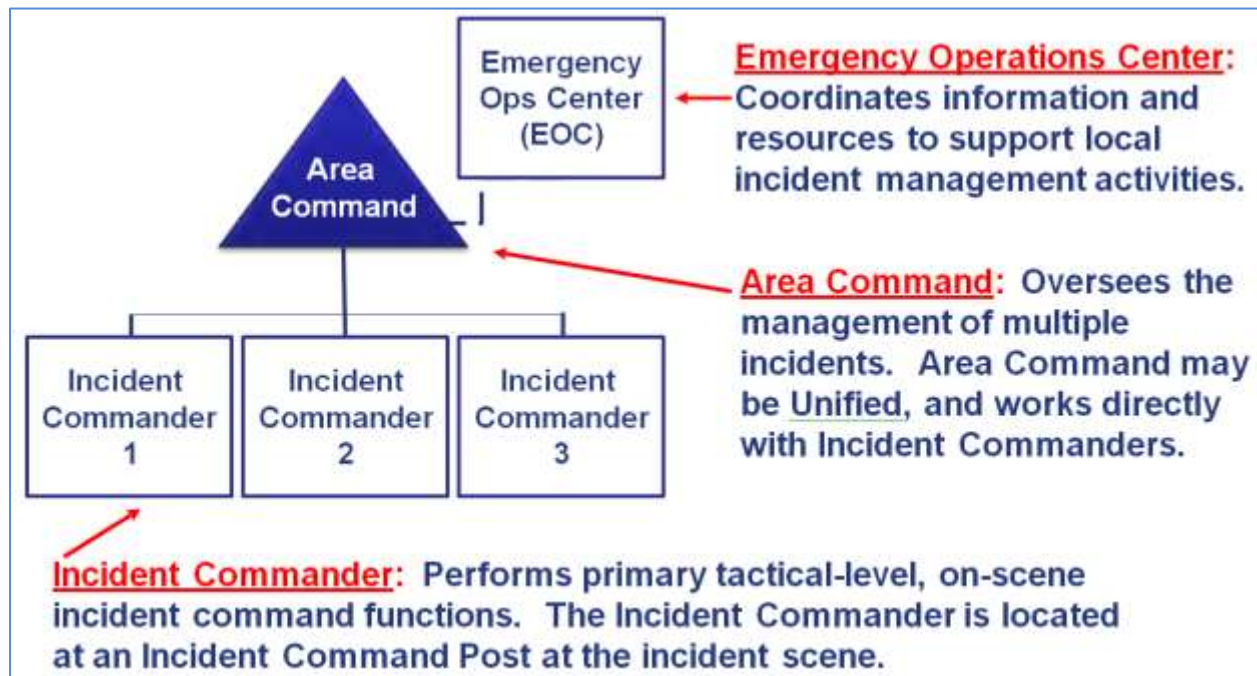 Emergency
Ops Center
(EOC)
Emergency Operations Center:
Coordinates information and
resources to support local
incident management activities.
Area
Command
Area Command: Oversees the
management of multiple
incidents. Area Command may
be Unified, and works directly
with Incident Commanders.
Incident
Commander
1
Incident
Commander
2
Incident
Commander
3
Incident Commander: Performs primary tactical-level, on-scene
incident command functions. The Incident Commander is located
at an Incident Command Post at the incident scene.